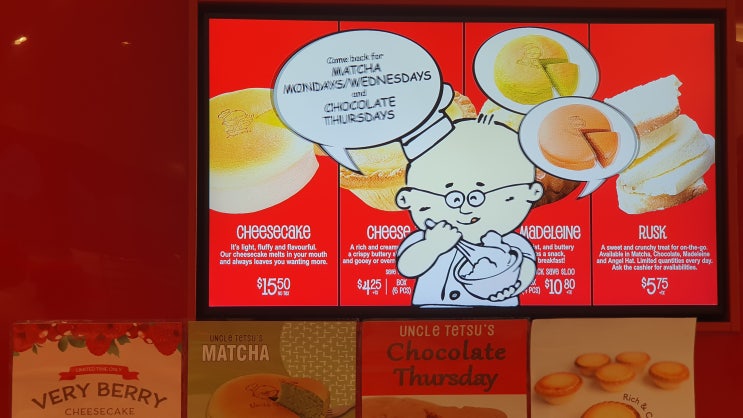 Come back for
MATCHA
MONDAYS/WEDNESDAYS
and
CHOCOLATE
THURSDAYS
CHEESECAKE
It's light, fluffy and flavourful.
Our cheesecake melts in your mouth
and always leaves you wanting more.
$15.50
CHEESE
A rich and cream
a crispy buttery
and gooey or oven
SAVE
$4.25
BOX
(6 PCS)
MADELEINE
st, and buttery
breakfast!
CK SAVE $1.00
$10.80
RUSK
A sweet and crunchy treat for on-the-go.
Available in Matcha, Chocolate, Madeleine
and Angel Hat. Limited quantities every day.
Ask the cashier for availabilities.
$5.75
LIMITED TIME ONLY
VERY BERRY
CHEESECAKE
UNCLE TETSU'S
MATCHA
UNCLE TETSU'S
Chocolate
Thursday
Rich &